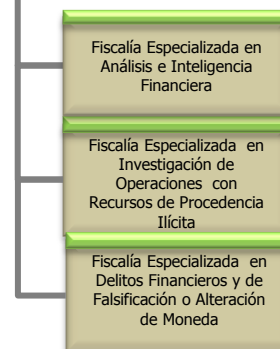 Fiscalía Especializada en
Análisis e Inteligencia
Financiera
Fiscalía Especializada en
Investigación de
Operaciones con
Recursos de Procedencia
Ilícita
Fiscalía Especializada en
Delitos Financieros y de
Falsificación o Alteración
de Moneda